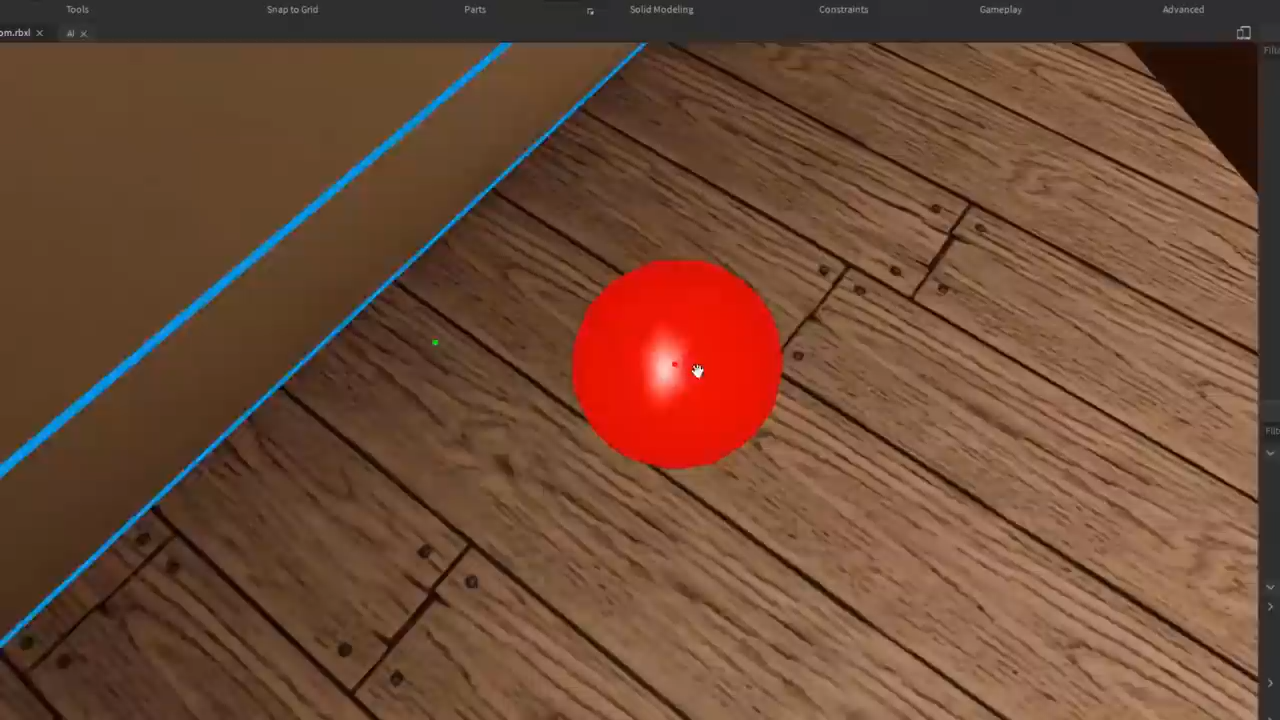 Tools Snap to Grid Parts Solid Modeling Constraints Gameplay Advanced
om.rbxl AI